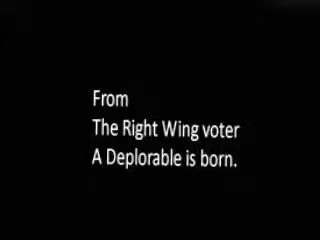 From
The Right Wing voter
A Deplorable is born.